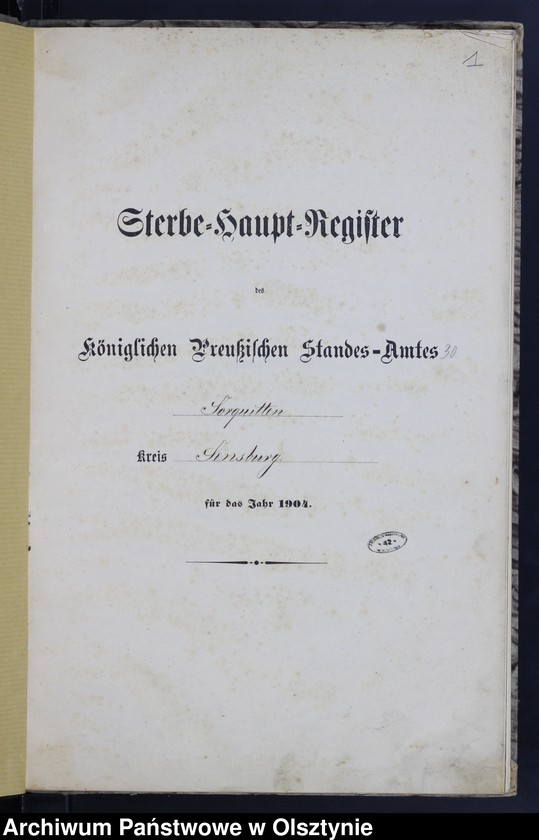 1
Sterbe-Haupt-Register
des
Königlichen Preußischen Standes-Amtes 30
Sorquitten
Kreis Sensburg
für das Jahr 1904.
42
Archiwum Państwowe w Olsztynie